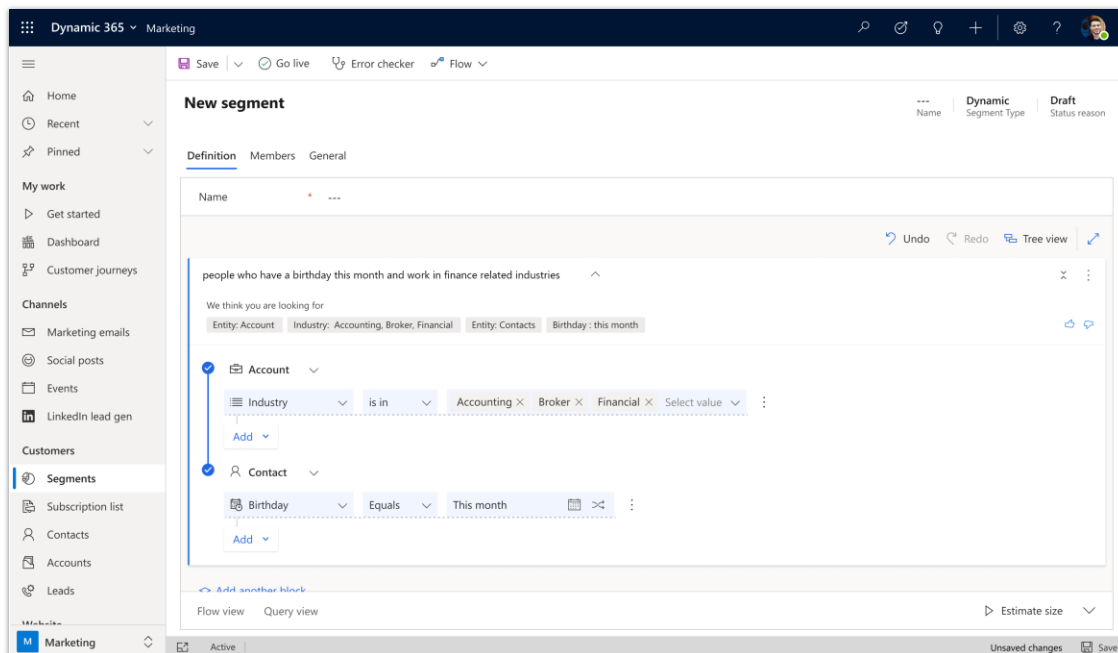 Dynamic 365 Marketing
Save Go live Error checker Flow
New segment
--- Name
Dynamic Segment Type
Draft Status reason
Home
Recent
Pinned
My work
Get started
Dashboard
Customer journeys
Channels
Marketing emails
Social posts
Events
LinkedIn lead gen
Customers
Segments
Subscription list
Contacts
Accounts
Leads
Website
M Marketing
Definition Members General
Name * ---
Undo Redo Tree view
people who have a birthday this month and work in finance related industries
We think you are looking for
Entity: Account Industry: Accounting, Broker, Financial Entity: Contacts Birthday : this month
Account
Industry is in Accounting Broker Financial Select value
Add
Contact
Birthday Equals This month
Add
Add another block
Flow view Query view Estimate size
Active Unsaved changes Save